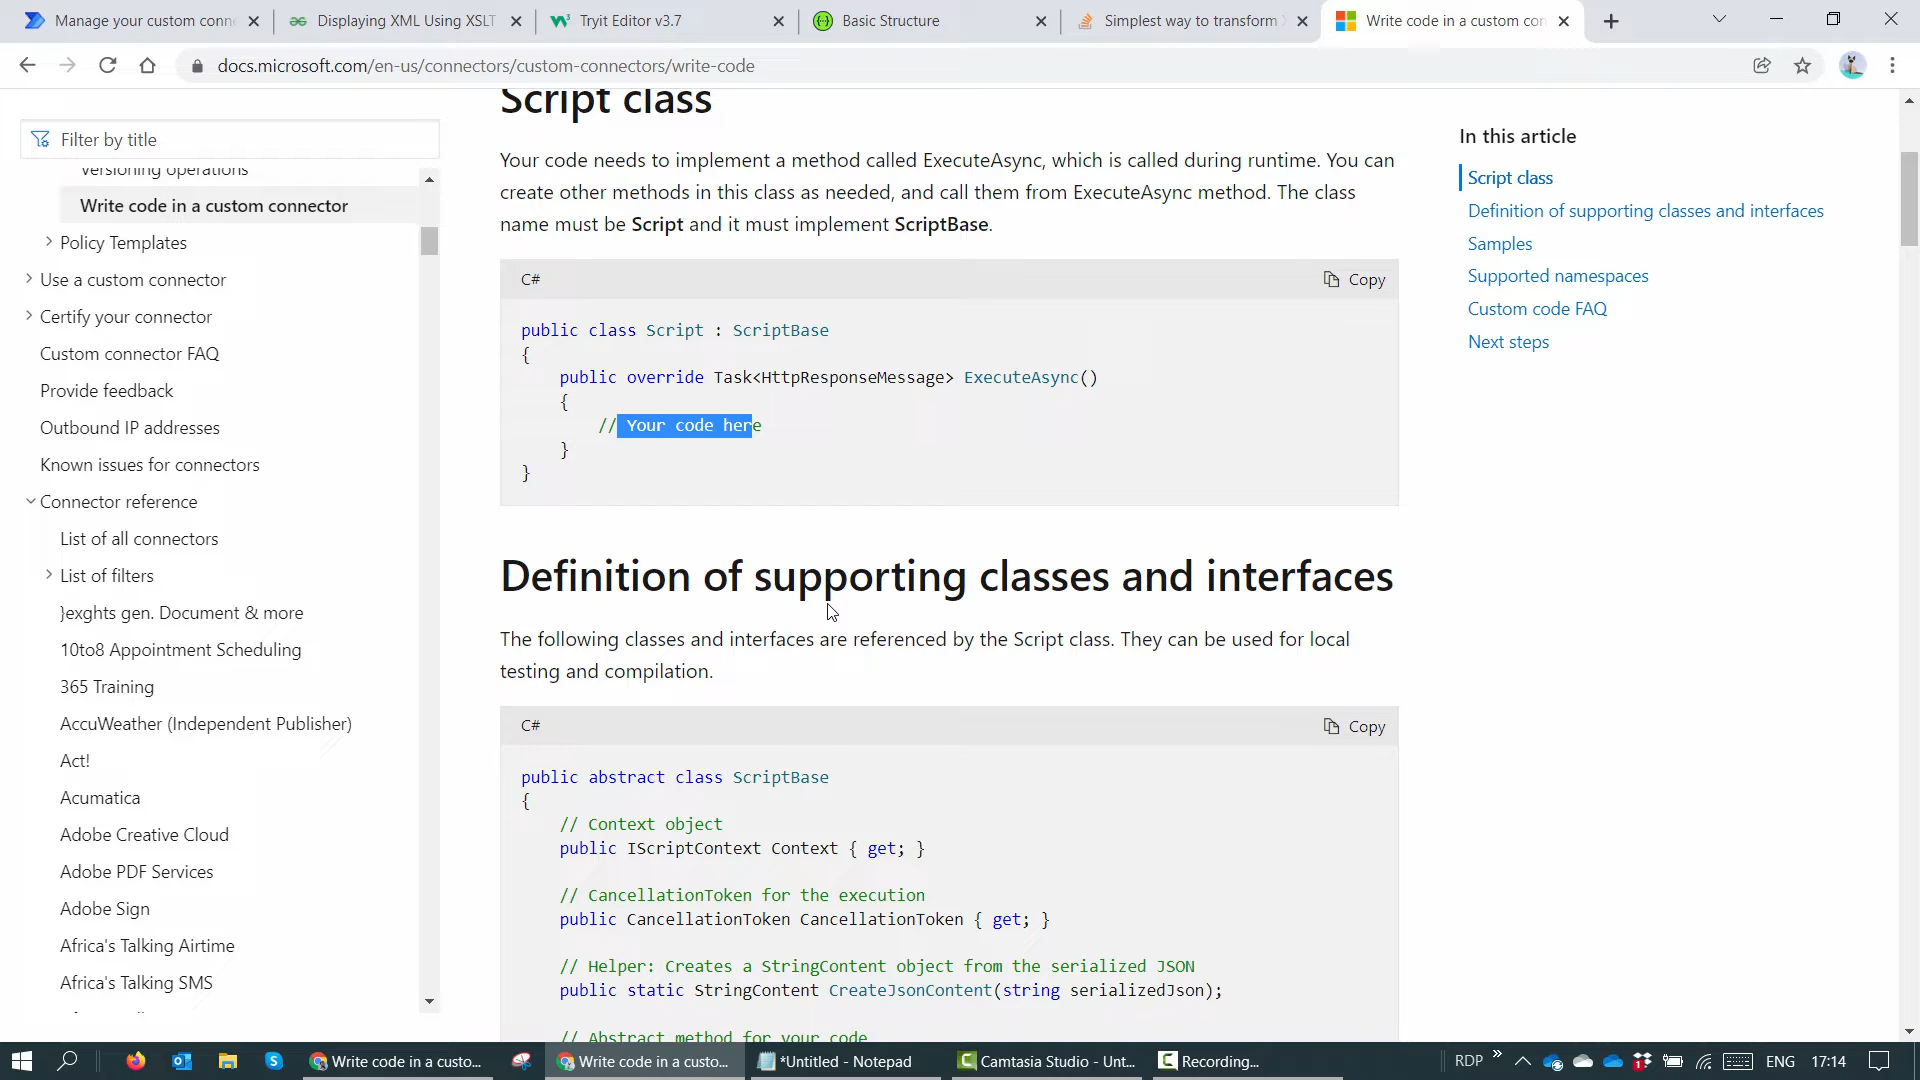 Manage your custom conne
Displaying XML Using XSLT
Tryit Editor v3.7
Basic Structure
Simplest way to transform
Write code in a custom con
docs.microsoft.com/en-us/connectors/custom-connectors/write-code
Filter by title
Versioning operations
Write code in a custom connector
Policy Templates
Use a custom connector
Certify your connector
Custom connector FAQ
Provide feedback
Outbound IP addresses
Known issues for connectors
Connector reference
List of all connectors
List of filters
}exghts gen. Document & more
10to8 Appointment Scheduling
365 Training
AccuWeather (Independent Publisher)
Act!
Acumatica
Adobe Creative Cloud
Adobe PDF Services
Adobe Sign
Africa's Talking Airtime
Africa's Talking SMS
Script class
Your code needs to implement a method called ExecuteAsync, which is called during runtime. You can
create other methods in this class as needed, and call them from ExecuteAsync method. The class
name must be Script and it must implement ScriptBase.
C#
Copy
public class Script : ScriptBase
{
public override Task<HttpResponseMessage> ExecuteAsync()
{
// Your code here
}
}
Definition of supporting classes and interfaces
The following classes and interfaces are referenced by the Script class. They can be used for local
testing and compilation.
C#
Copy
public abstract class ScriptBase
{
// Context object
public IScriptContext Context { get; }
// CancellationToken for the execution
public CancellationToken CancellationToken { get; }
// Helper: Creates a StringContent object from the serialized JSON
public static StringContent CreateJsonContent(string serializedJson);
// Abstract method for your code
In this article
Script class
Definition of supporting classes and interfaces
Samples
Supported namespaces
Custom code FAQ
Next steps
Write code in a custo...
Write code in a custo...
*Untitled - Notepad
Camtasia Studio - Unt...
Recording...
RDP
ENG
17:14